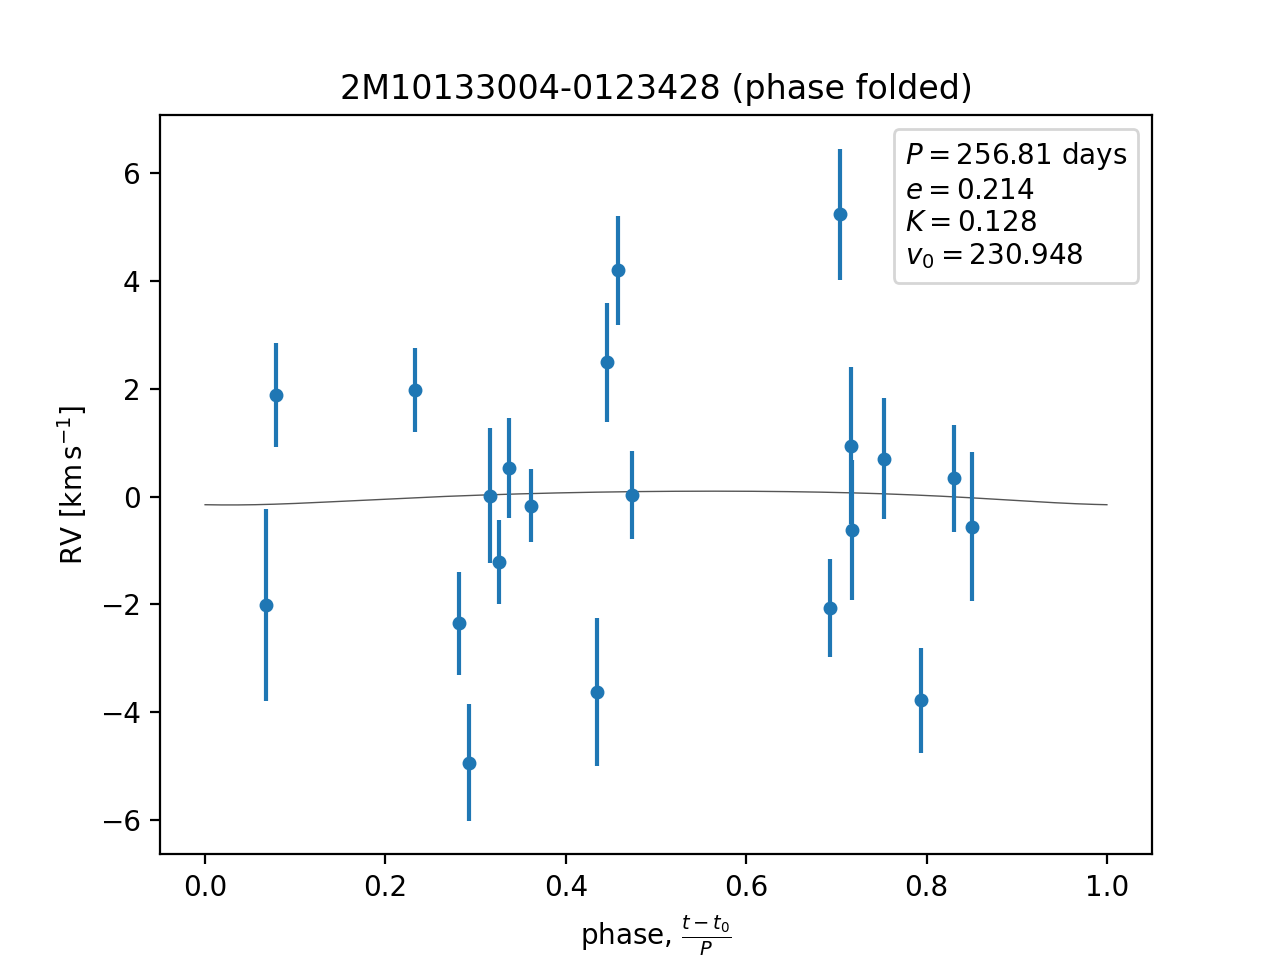 2M10133004-0123428 (phase folded)
P = 256.81 days
e = 0.214
K = 0.128
v₀ = 230.948
RV [km s⁻¹]
6
4
2
0
−2
−4
−6
0.0 0.2 0.4 0.6 0.8 1.0
phase, (t − t₀)/P